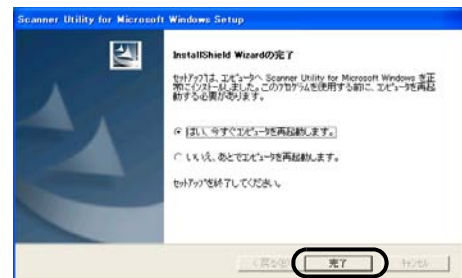 Scanner Utility for Microsoft Windows Setup
InstallShield Wizardの完了
ｾｯﾄｱｯﾌﾟは、ｺﾝﾋﾟｭｰﾀへ Scanner Utility for Microsoft Windows を正
常にｲﾝｽﾄｰﾙしました。このﾌﾟﾛｸﾞﾗﾑを使用する前に、ｺﾝﾋﾟｭｰﾀを再起
動する必要があります。
はい、今すぐｺﾝﾋﾟｭｰﾀを再起動します。
いいえ、あとでｺﾝﾋﾟｭｰﾀを再起動します。
ｾｯﾄｱｯﾌﾟを終了してください。
< 戻る(B)
完了
ｷｬﾝｾﾙ